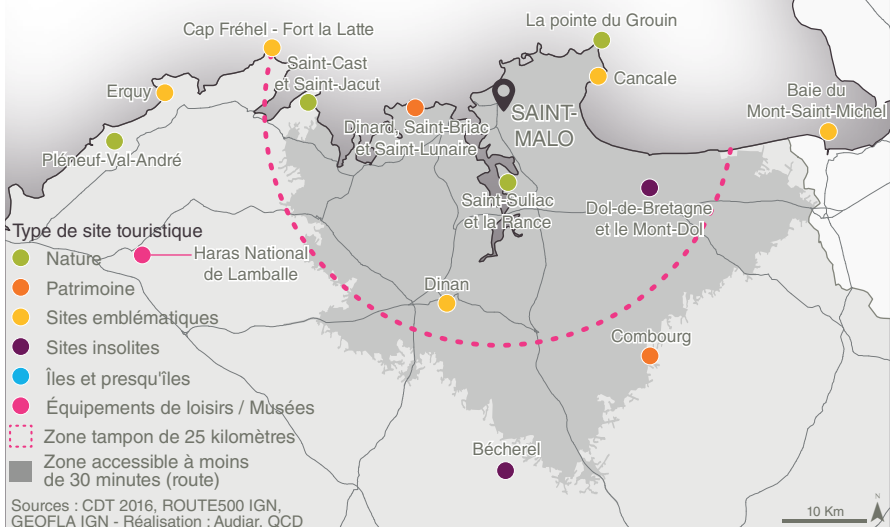 La pointe du Grouin
Cap Fréhel - Fort la Latte
Saint-Cast
et Saint-Jacut
Cancale
Erquy
Baie du
Mont-Saint-Michel
SAINT-
MALO
Dinard, Saint-Briac
et Saint-Lunaire
Pléneuf-Val-André
Saint-Suliac
et la Rance
Dol-de-Bretagne
et le Mont-Dol
Haras National
de Lamballe
Dinan
Combourg
Bécherel
Type de site touristique
Nature
Patrimoine
Sites emblématiques
Sites insolites
Îles et presqu'îles
Équipements de loisirs / Musées
Zone tampon de 25 kilomètres
Zone accessible à moins
de 30 minutes (route)
Sources : CDT 2016, ROUTE500 IGN,
GEOFLA IGN - Réalisation : Audiar, QCD
10 Km
N